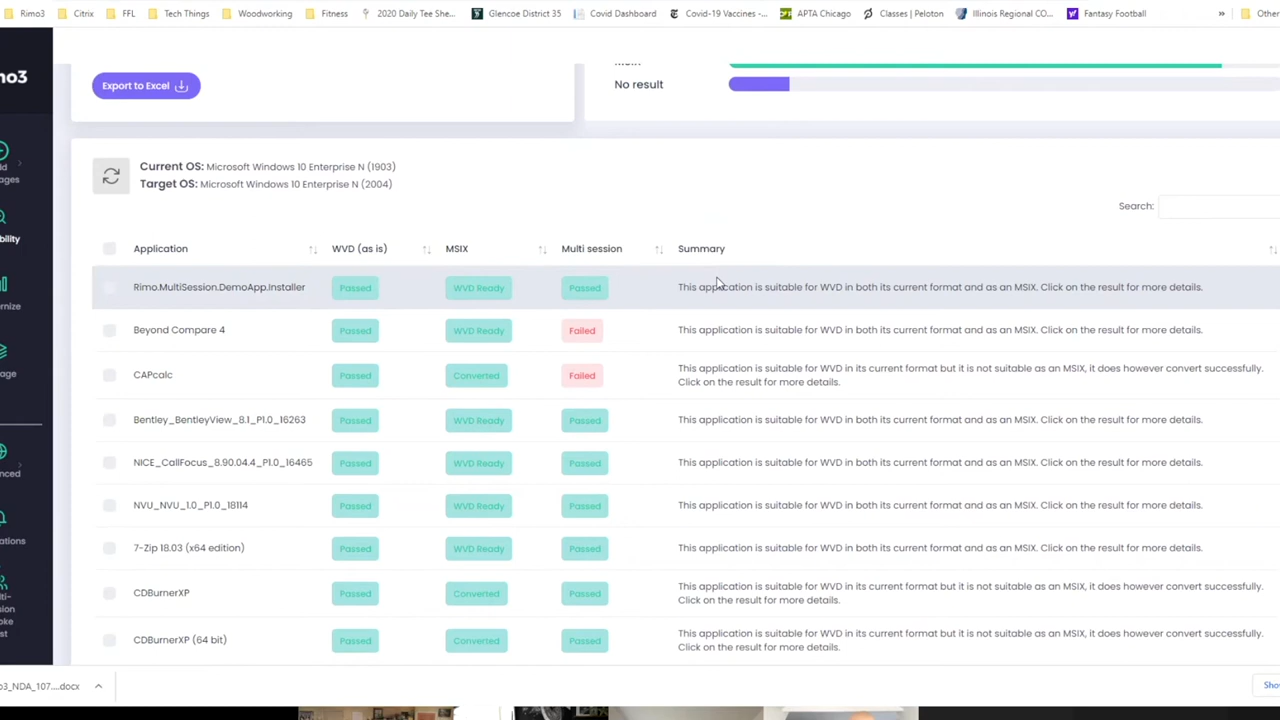 Rimo3 Citrix FFL Tech Things Woodworking Fitness 2020 Daily Tee She... Glencoe District 35 Covid Dashboard Covid-19 Vaccines -... APTA Chicago Classes | Peloton Illinois Regional CO... Fantasy Football » Other
mo3
Export to Excel
No result
Current OS: Microsoft Windows 10 Enterprise N (1903)
Target OS: Microsoft Windows 10 Enterprise N (2004)
Search:
Application WVD (as is) MSIX Multi session Summary
Rimo.MultiSession.DemoApp.Installer Passed WVD Ready Passed This application is suitable for WVD in both its current format and as an MSIX. Click on the result for more details.
Beyond Compare 4 Passed WVD Ready Failed This application is suitable for WVD in both its current format and as an MSIX. Click on the result for more details.
CAPcalc Passed Converted Failed This application is suitable for WVD in its current format but it is not suitable as an MSIX, it does however convert successfully.
Click on the result for more details.
Bentley_BentleyView_8.1_P1.0_16263 Passed WVD Ready Passed This application is suitable for WVD in both its current format and as an MSIX. Click on the result for more details.
NICE_CallFocus_8.90.04.4_P1.0_16465 Passed WVD Ready Passed This application is suitable for WVD in both its current format and as an MSIX. Click on the result for more details.
NVU_NVU_1.0_P1.0_18114 Passed WVD Ready Passed This application is suitable for WVD in both its current format and as an MSIX. Click on the result for more details.
7-Zip 18.03 (x64 edition) Passed WVD Ready Passed This application is suitable for WVD in both its current format and as an MSIX. Click on the result for more details.
CDBurnerXP Passed Converted Passed This application is suitable for WVD in its current format but it is not suitable as an MSIX, it does however convert successfully.
Click on the result for more details.
CDBurnerXP (64 bit) Passed Converted Passed This application is suitable for WVD in its current format but it is not suitable as an MSIX, it does however convert successfully.
Click on the result for more details.
o3_NDA_107....docx